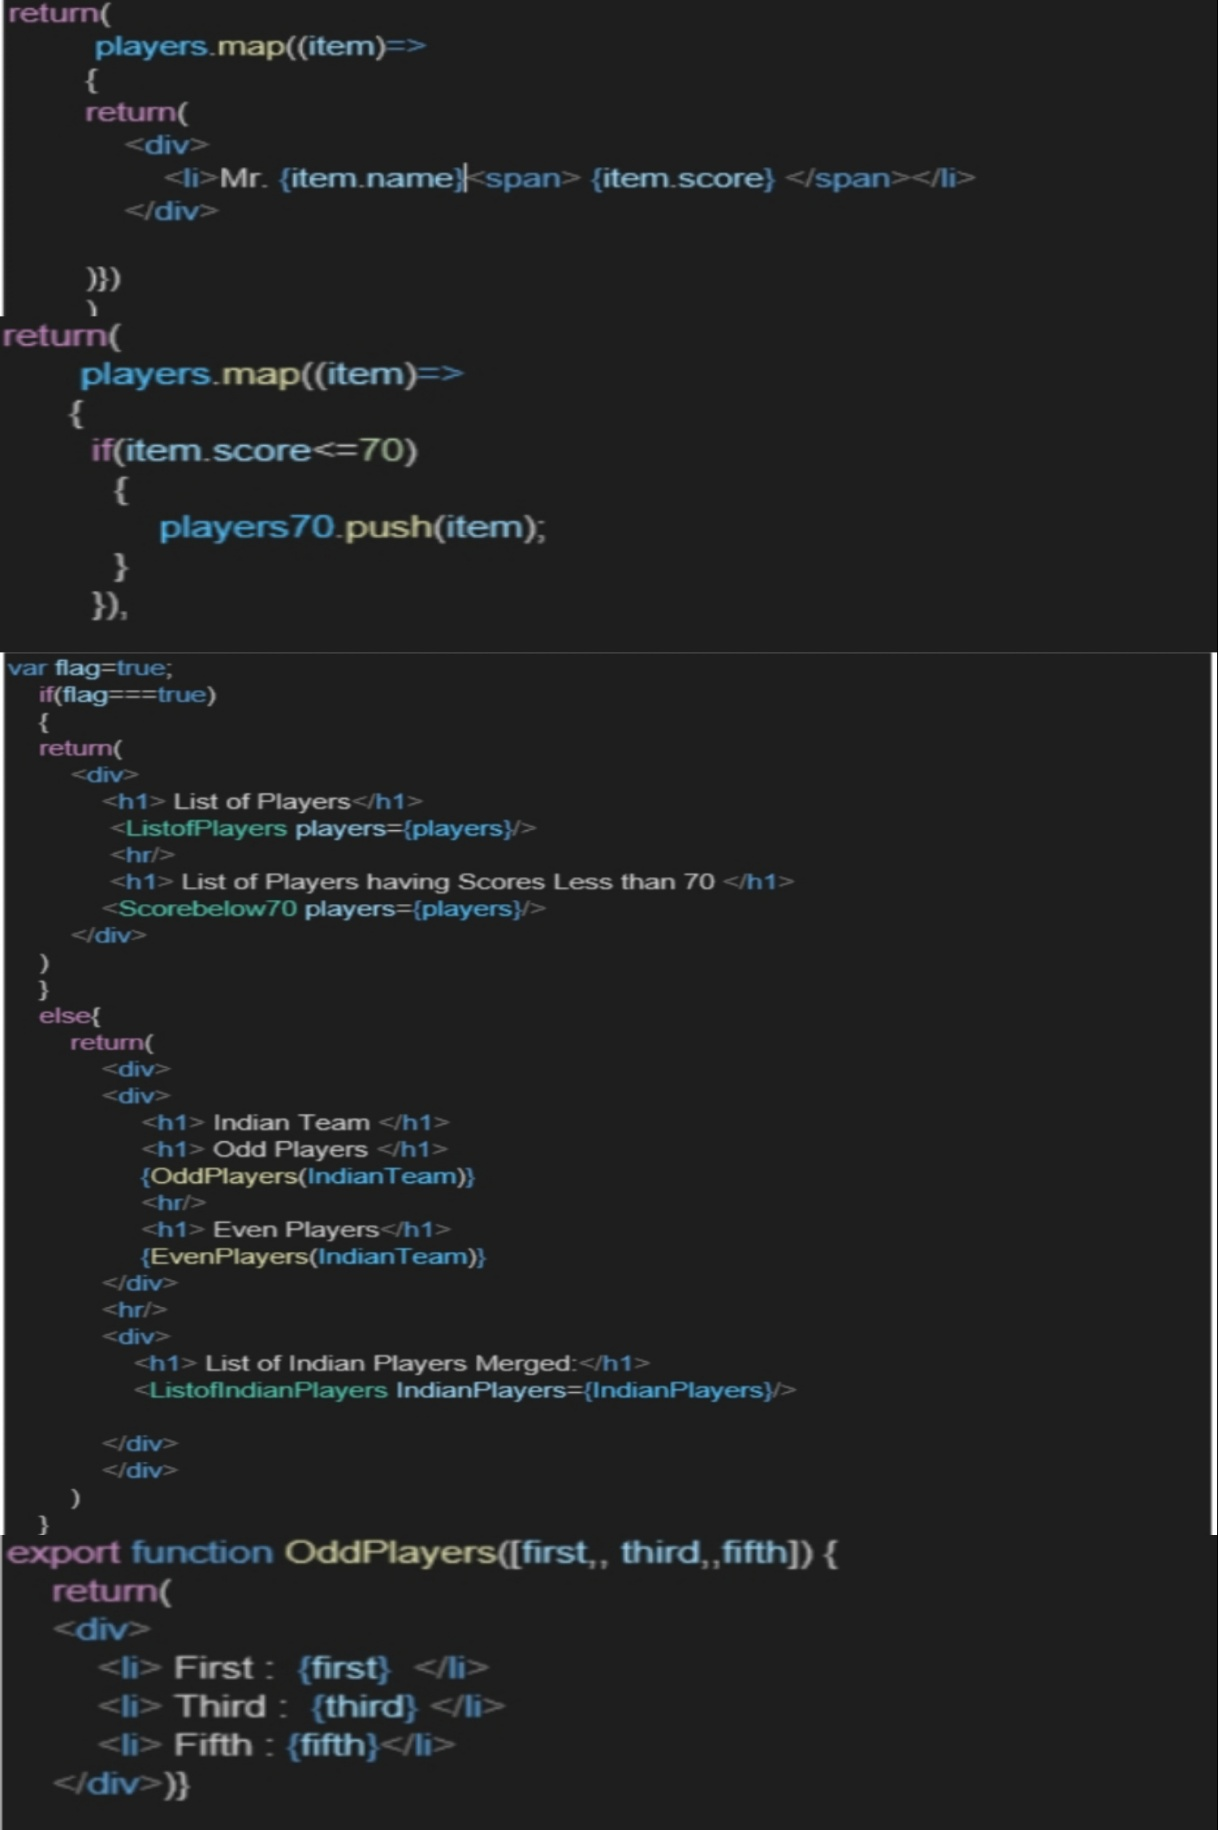 return(
players.map((item)=>
{
return(
<div>
<li>Mr. {item.name}<span> {item.score} </span></li>
</div>
)})
)
return(
players.map((item)=>
{
if(item.score<=70)
{
players70.push(item);
}
}),
var flag=true;
if(flag===true)
{
return(
<div>
<h1> List of Players</h1>
<ListofPlayers players={players}/>
<hr/>
<h1> List of Players having Scores Less than 70 </h1>
<Scorebelow70 players={players}/>
</div>
)
}
else{
return(
<div>
<div>
<h1> Indian Team </h1>
<h1> Odd Players </h1>
{OddPlayers(IndianTeam)}
<hr/>
<h1> Even Players</h1>
{EvenPlayers(IndianTeam)}
</div>
<hr/>
<div>
<h1> List of Indian Players Merged:</h1>
<ListofIndianPlayers IndianPlayers={IndianPlayers}/>
</div>
</div>
)
}
export function OddPlayers([first,, third,,fifth]) {
return(
<div>
<li> First :  {first}  </li>
<li> Third :  {third} </li>
<li> Fifth : {fifth}</li>
</div>)}